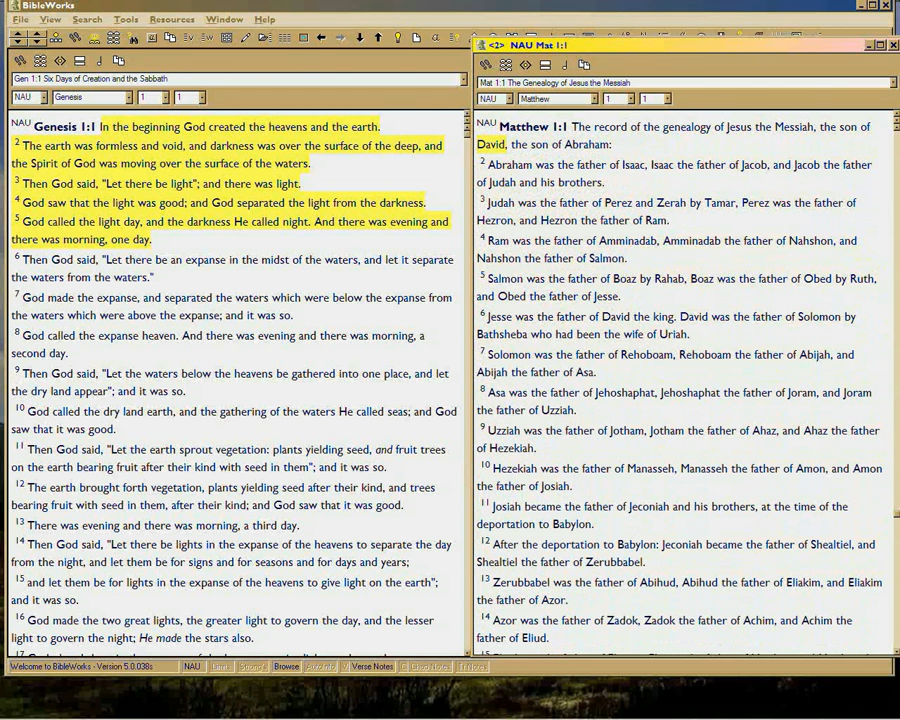 BibleWorks
File View Search Tools Resources Window Help
Gen 1:1 Six Days of Creation and the Sabbath
NAU Genesis 1 1
NAU Genesis 1:1 In the beginning God created the heavens and the earth.
2 The earth was formless and void, and darkness was over the surface of the deep, and
the Spirit of God was moving over the surface of the waters.
3 Then God said, "Let there be light"; and there was light.
4 God saw that the light was good; and God separated the light from the darkness.
5 God called the light day, and the darkness He called night. And there was evening and
there was morning, one day.
6 Then God said, "Let there be an expanse in the midst of the waters, and let it separate
the waters from the waters."
7 God made the expanse, and separated the waters which were below the expanse from
the waters which were above the expanse; and it was so.
8 God called the expanse heaven. And there was evening and there was morning, a
second day.
9 Then God said, "Let the waters below the heavens be gathered into one place, and let
the dry land appear"; and it was so.
10 God called the dry land earth, and the gathering of the waters He called seas; and God
saw that it was good.
11 Then God said, "Let the earth sprout vegetation: plants yielding seed, and fruit trees
on the earth bearing fruit after their kind with seed in them"; and it was so.
12 The earth brought forth vegetation, plants yielding seed after their kind, and trees
bearing fruit with seed in them, after their kind; and God saw that it was good.
13 There was evening and there was morning, a third day.
14 Then God said, "Let there be lights in the expanse of the heavens to separate the day
from the night, and let them be for signs and for seasons and for days and years;
15 and let them be for lights in the expanse of the heavens to give light on the earth";
and it was so.
16 God made the two great lights, the greater light to govern the day, and the lesser
light to govern the night; He made the stars also.
<2> NAU Mat 1:1
Mat 1:1 The Genealogy of Jesus the Messiah
NAU Matthew 1 1
NAU Matthew 1:1 The record of the genealogy of Jesus the Messiah, the son of
David, the son of Abraham:
2 Abraham was the father of Isaac, Isaac the father of Jacob, and Jacob the father
of Judah and his brothers.
3 Judah was the father of Perez and Zerah by Tamar, Perez was the father of
Hezron, and Hezron the father of Ram.
4 Ram was the father of Amminadab, Amminadab the father of Nahshon, and
Nahshon the father of Salmon.
5 Salmon was the father of Boaz by Rahab, Boaz was the father of Obed by Ruth,
and Obed the father of Jesse.
6 Jesse was the father of David the king. David was the father of Solomon by
Bathsheba who had been the wife of Uriah.
7 Solomon was the father of Rehoboam, Rehoboam the father of Abijah, and
Abijah the father of Asa.
8 Asa was the father of Jehoshaphat, Jehoshaphat the father of Joram, and Joram
the father of Uzziah.
9 Uzziah was the father of Jotham, Jotham the father of Ahaz, and Ahaz the father
of Hezekiah.
10 Hezekiah was the father of Manasseh, Manasseh the father of Amon, and Amon
the father of Josiah.
11 Josiah became the father of Jeconiah and his brothers, at the time of the
deportation to Babylon.
12 After the deportation to Babylon: Jeconiah became the father of Shealtiel, and
Shealtiel the father of Zerubbabel.
13 Zerubbabel was the father of Abihud, Abihud the father of Eliakim, and Eliakim
the father of Azor.
14 Azor was the father of Zadok, Zadok the father of Achim, and Achim the
father of Eliud.
Welcome to BibleWorks - Version 5.0.038s NAU Limits Strong's Browse AutoInfo V Verse Notes